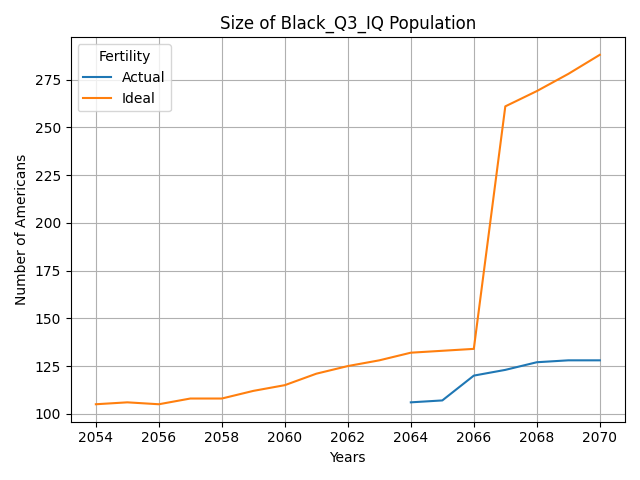 Size of Black_Q3_IQ Population
Fertility
Actual
Ideal
Number of Americans
275
250
225
200
175
150
125
100
2054
2056
2058
2060
2062
2064
2066
2068
2070
Years